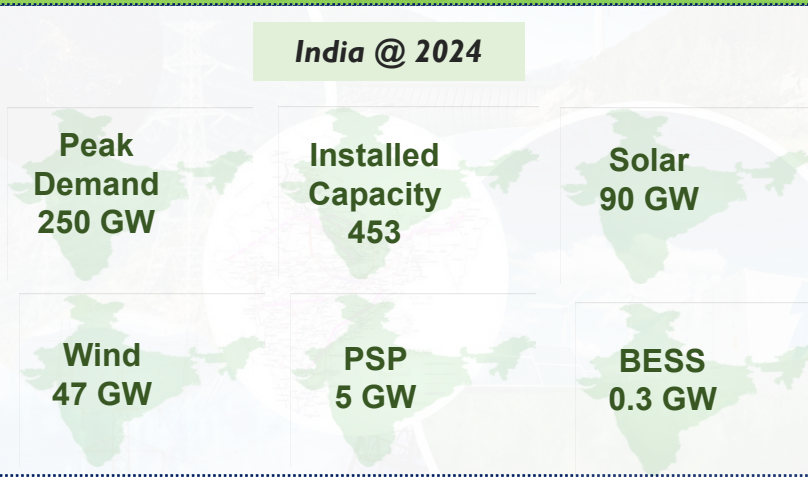 India @ 2024
Peak
Demand
250 GW
Installed
Capacity
453
Solar
90 GW
Wind
47 GW
PSP
5 GW
BESS
0.3 GW